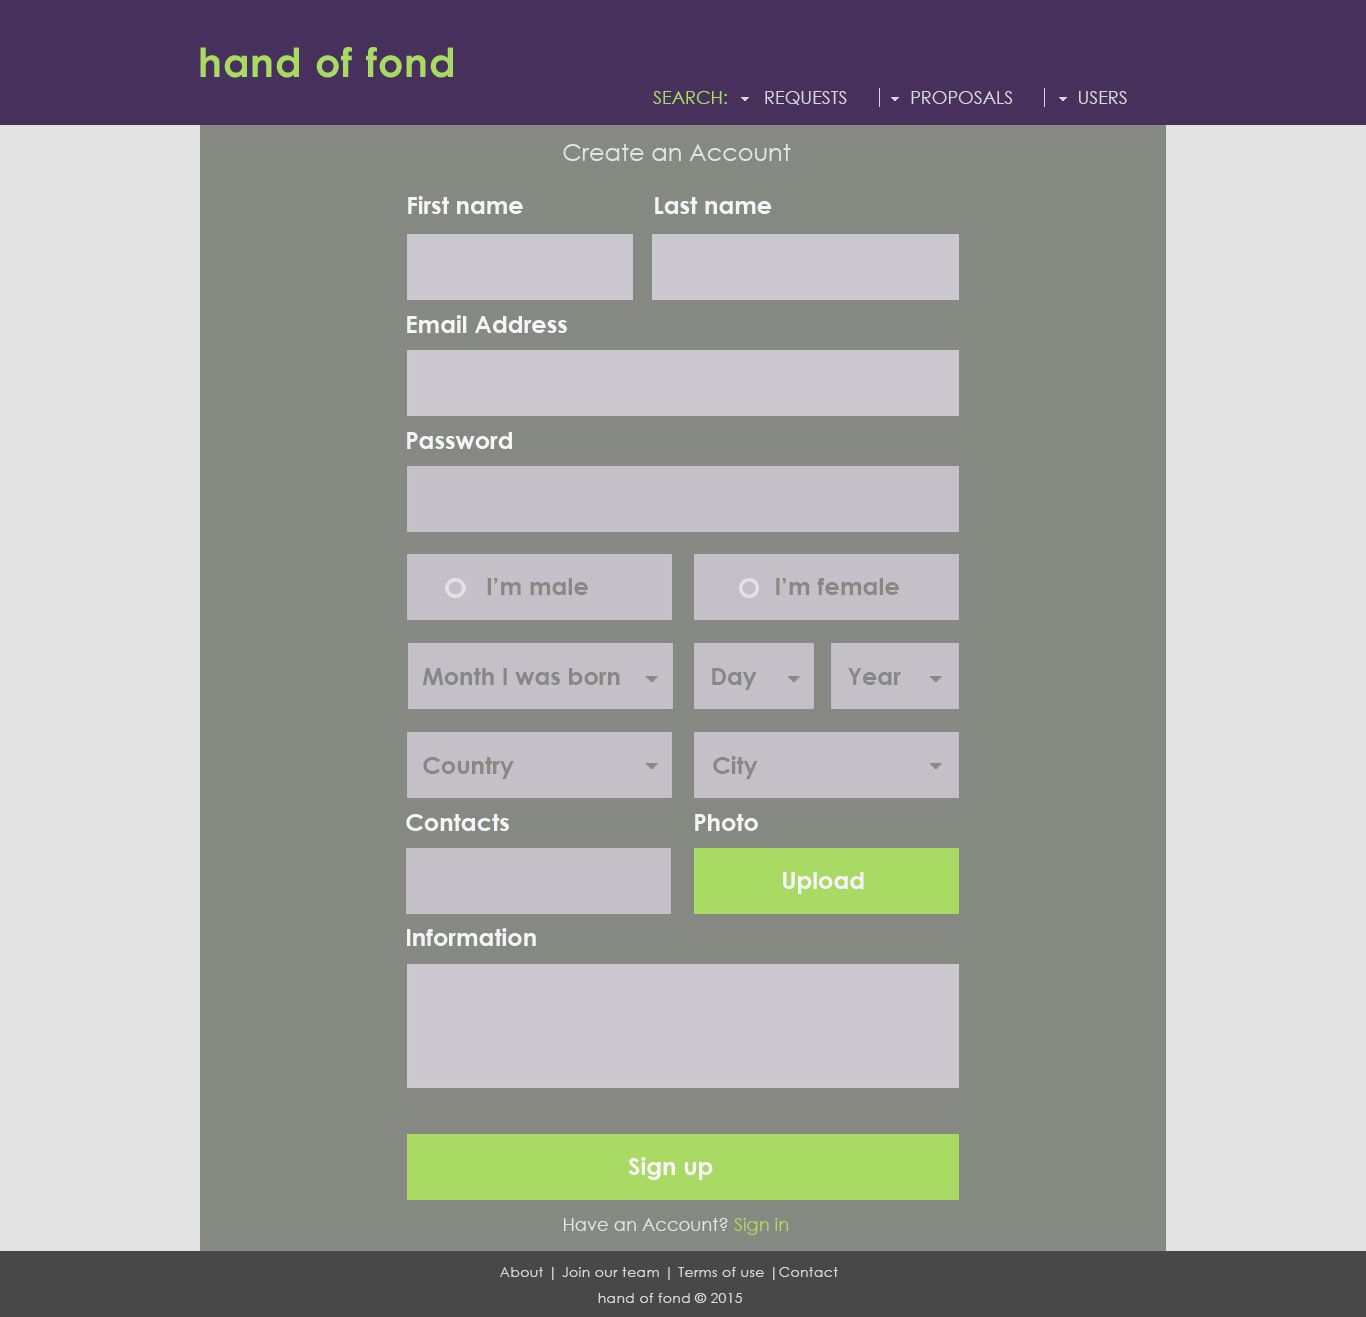 hand of fond
SEARCH: REQUESTS | PROPOSALS | USERS
Create an Account
First name Last name
Email Address
Password
I'm male I'm female
Month I was born Day Year
Country City
Contacts Photo
Upload
Information
Sign up
Have an Account? Sign in
About | Join our team | Terms of use |Contact
hand of fond © 2015